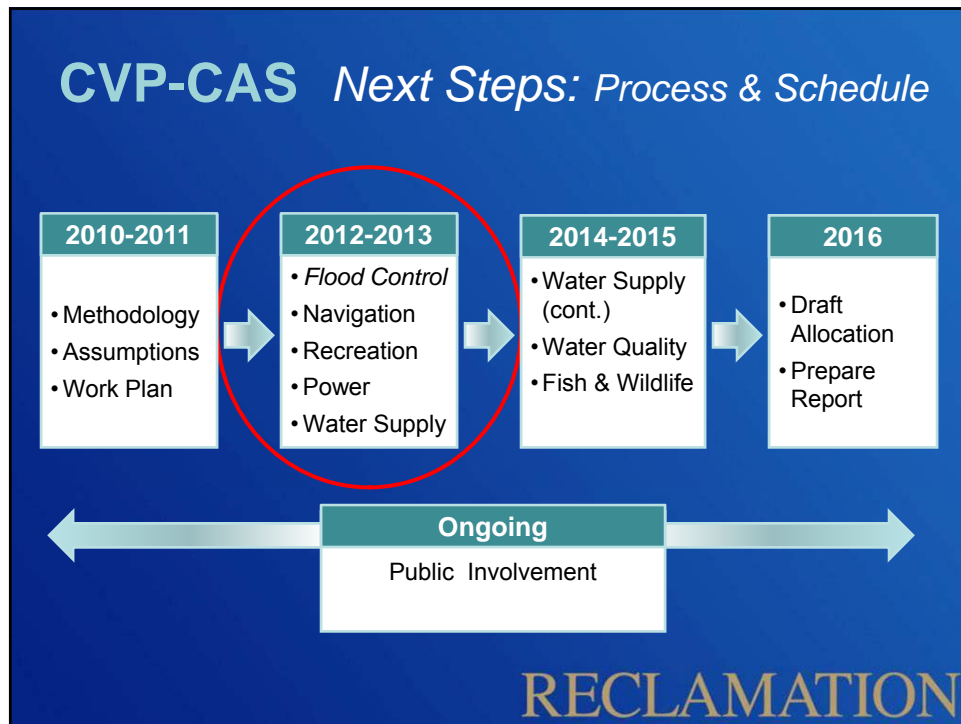 CVP-CAS Next Steps: Process & Schedule
2010-2011
• Methodology
• Assumptions
• Work Plan
2012-2013
• Flood Control
• Navigation
• Recreation
• Power
• Water Supply
2014-2015
• Water Supply
(cont.)
• Water Quality
• Fish & Wildlife
2016
• Draft
Allocation
• Prepare
Report
Ongoing
Public Involvement
RECLAMATION